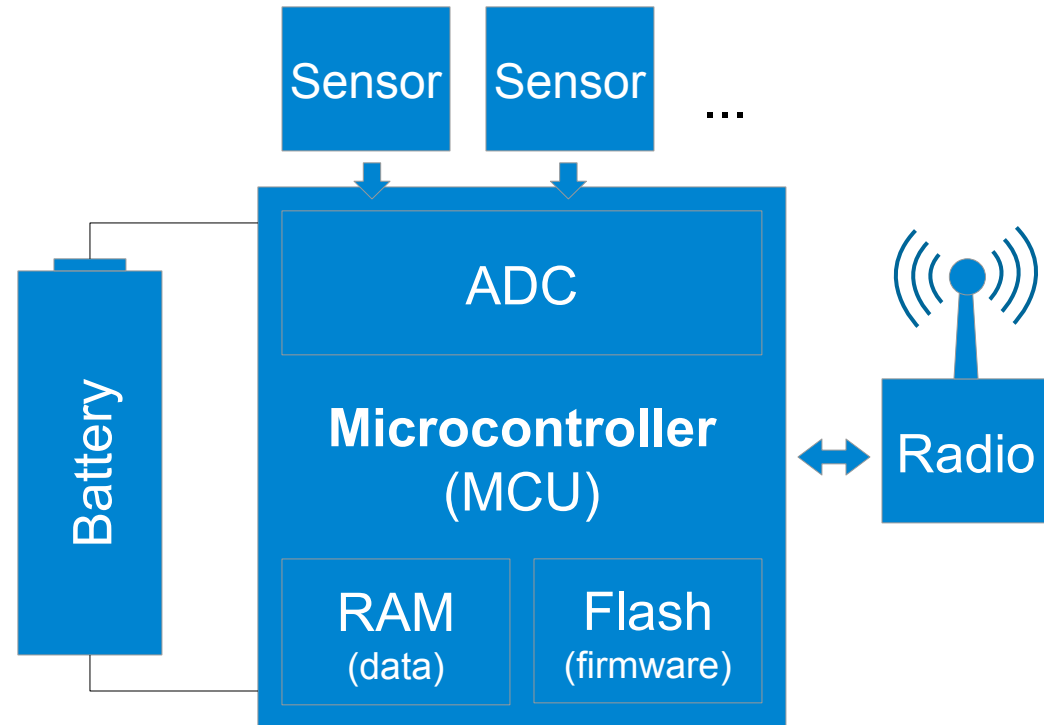 Sensor
Sensor
...
ADC
Battery
Microcontroller
(MCU)
Radio
RAM
(data)
Flash
(firmware)